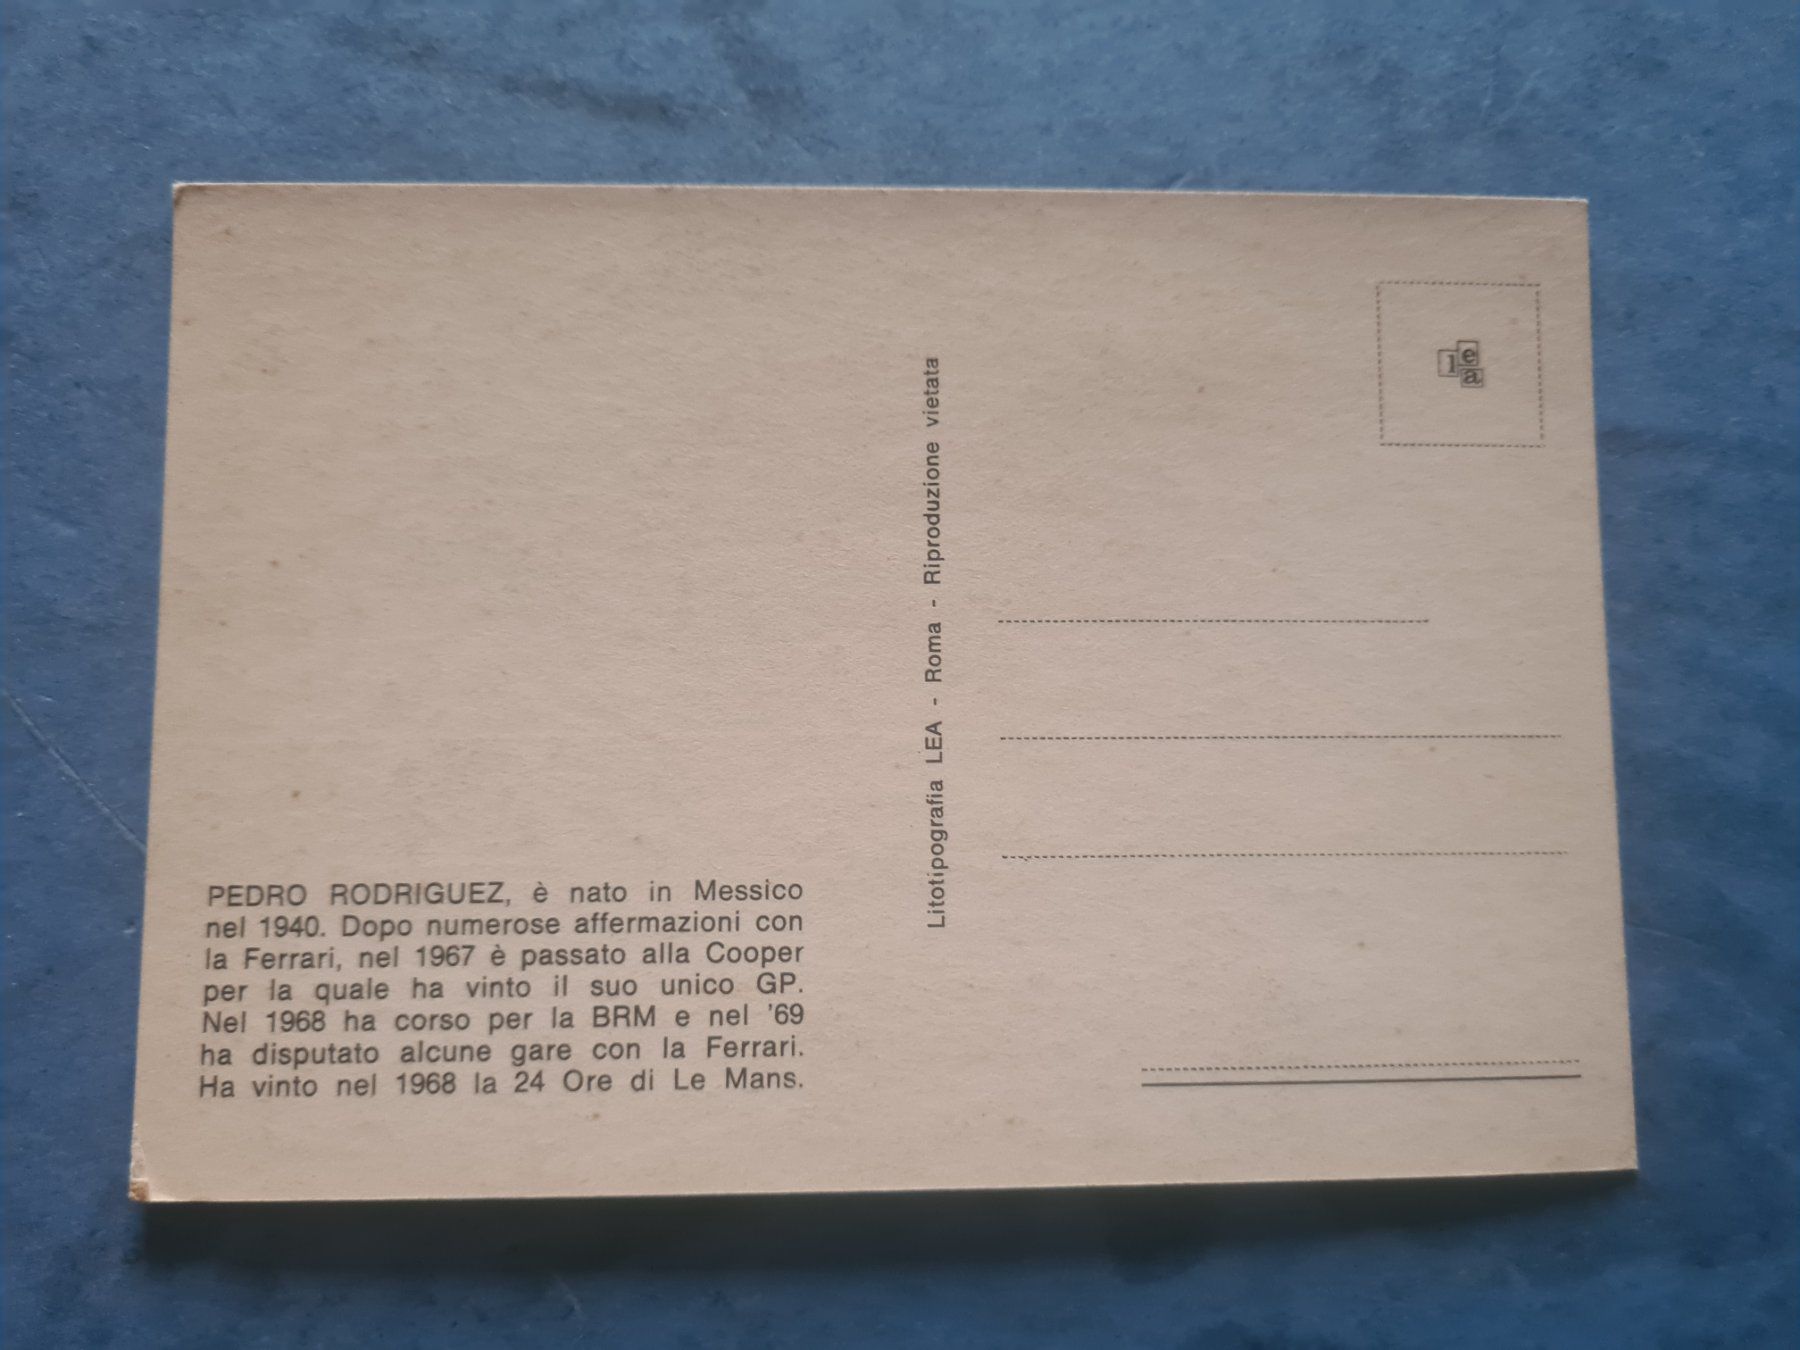 PEDRO RODRIGUEZ, è nato in Messico
nel 1940. Dopo numerose affermazioni con
la Ferrari, nel 1967 è passato alla Cooper
per la quale ha vinto il suo unico GP.
Nel 1968 ha corso per la BRM e nel '69
ha disputato alcune gare con la Ferrari.
Ha vinto nel 1968 la 24 Ore di Le Mans.
Litotipografia LEA - Roma - Riproduzione vietata
lea